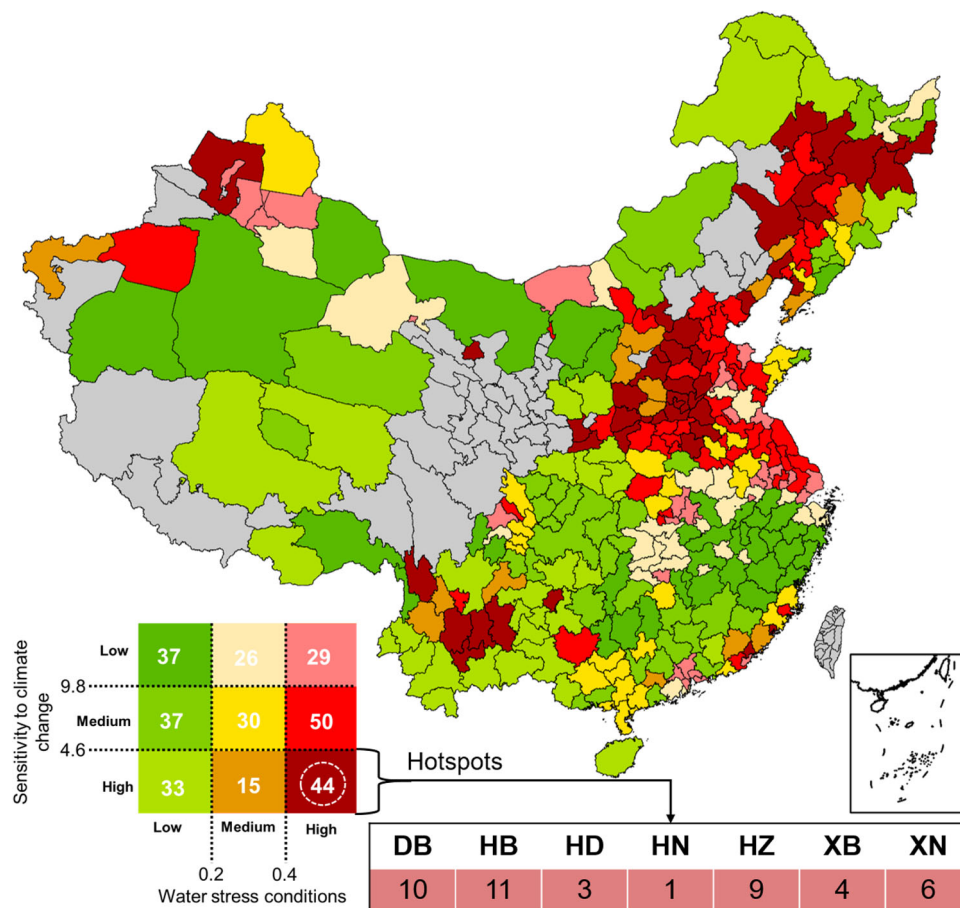 Sensitivity to climate
change
Low
37
26
29
9.8
Medium
37
30
50
4.6
High
33
15
44
Low
Medium
High
0.2
0.4
Water stress conditions
Hotspots
DB HB HD HN HZ XB XN
10 11 3 1 9 4 6